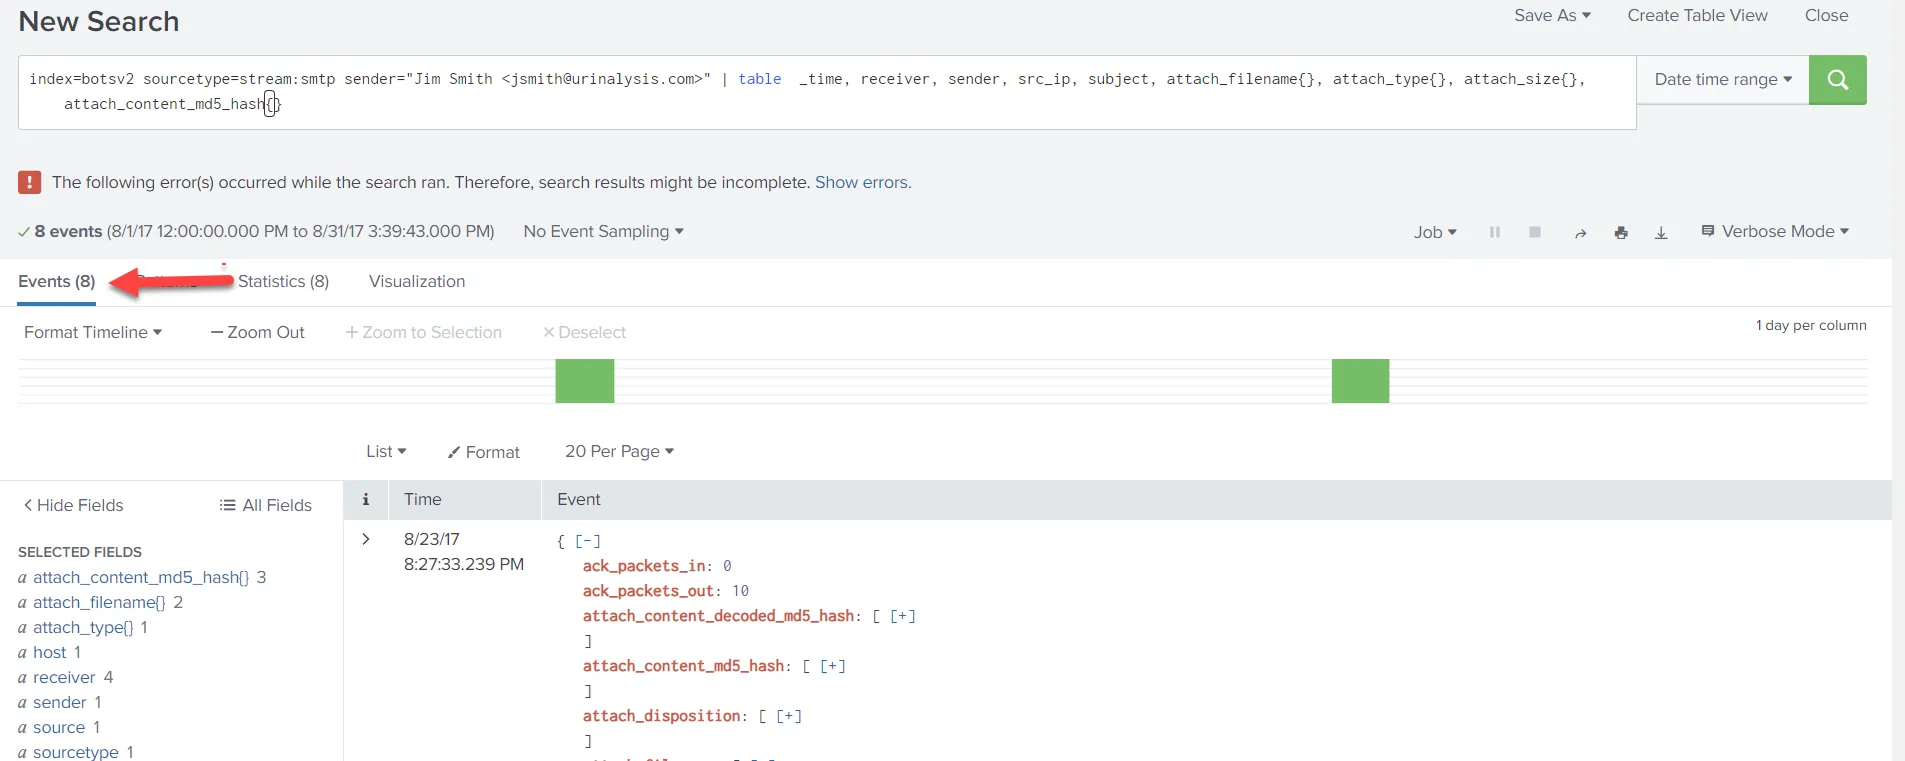 New Search
Save As Create Table View Close
index=botsv2 sourcetype=stream:smtp sender="Jim Smith <jsmith@urinalysis.com>" | table _time, receiver, sender, src_ip, subject, attach_filename{}, attach_type{}, attach_size{},
attach_content_md5_hash{}
Date time range
The following error(s) occurred while the search ran. Therefore, search results might be incomplete. Show errors.
8 events (8/1/17 12:00:00.000 PM to 8/31/17 3:39:43.000 PM) No Event Sampling
Job Verbose Mode
Events (8) Statistics (8) Visualization
Format Timeline — Zoom Out + Zoom to Selection × Deselect
1 day per column
List Format 20 Per Page
< Hide Fields All Fields
i Time Event
SELECTED FIELDS
a attach_content_md5_hash{} 3
a attach_filename{} 2
a attach_type{} 1
a host 1
a receiver 4
a sender 1
a source 1
a sourcetype 1
> 8/23/17
8:27:33.239 PM
{ [-]
ack_packets_in: 0
ack_packets_out: 10
attach_content_decoded_md5_hash: [ [+]
]
attach_content_md5_hash: [ [+]
]
attach_disposition: [ [+]
]